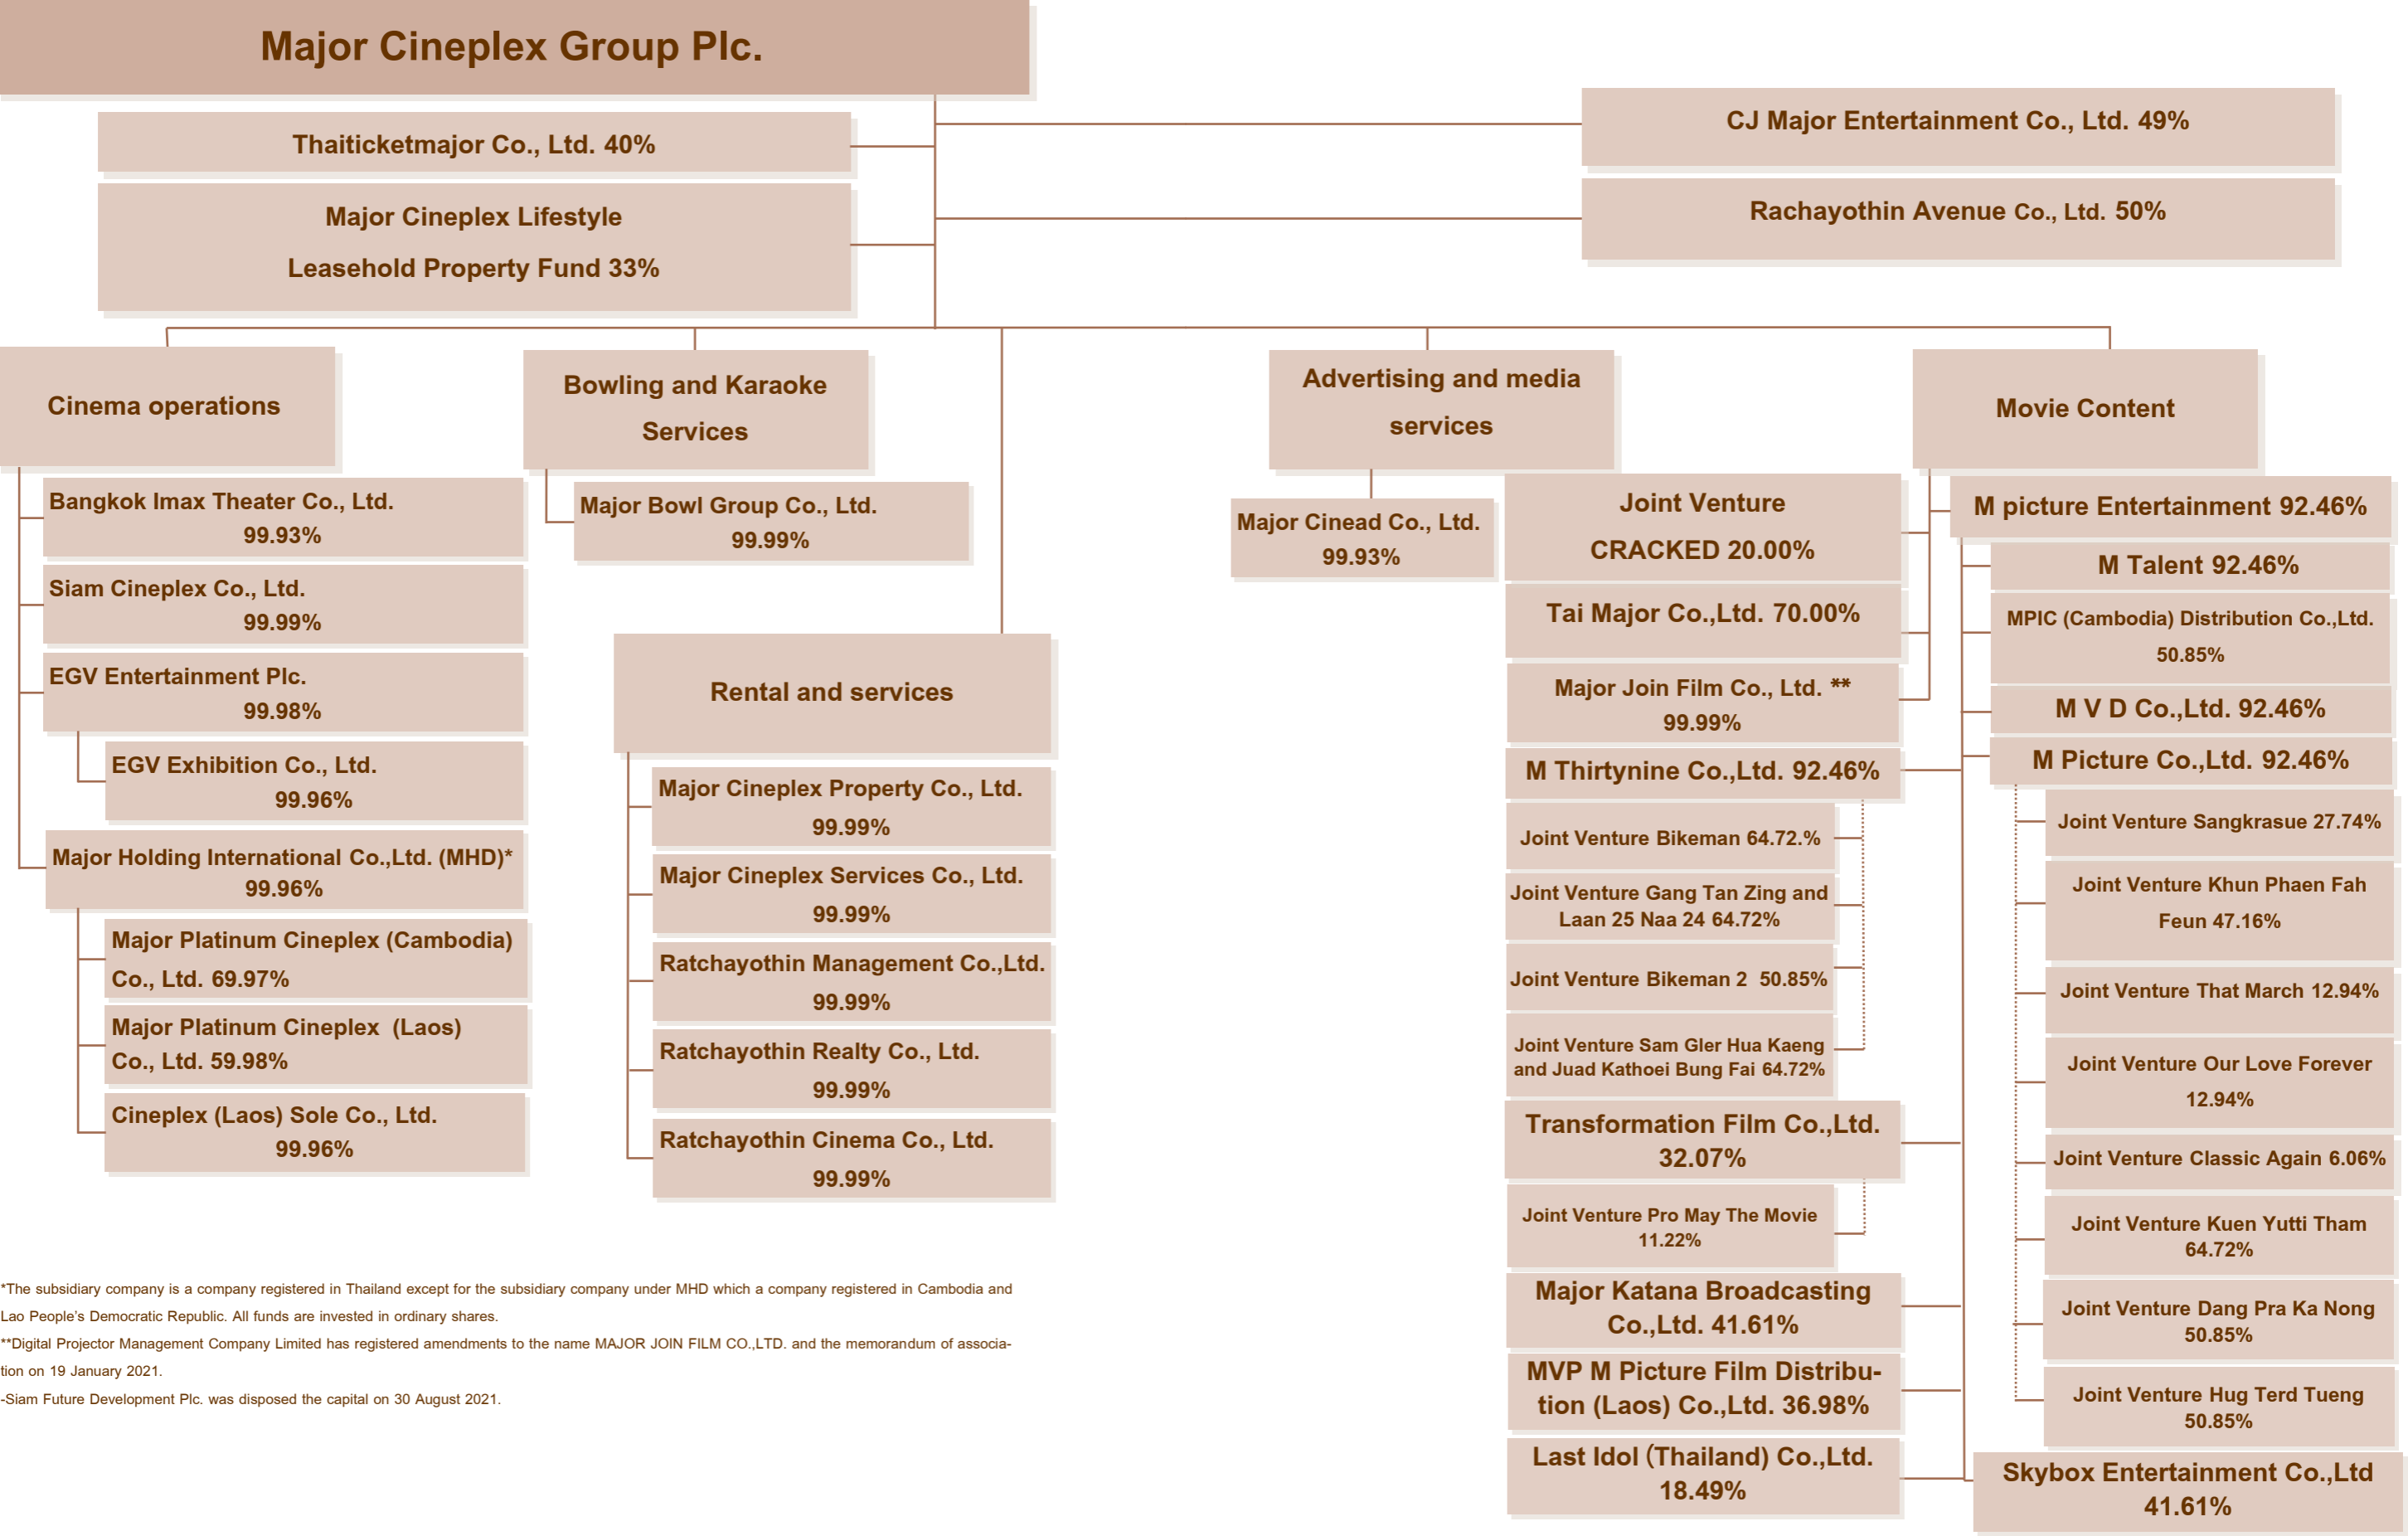 Major Cineplex Group Plc.
Thaiticketmajor Co., Ltd. 40%
Major Cineplex Lifestyle
Leasehold Property Fund 33%
CJ Major Entertainment Co., Ltd. 49%
Rachayothin Avenue Co., Ltd. 50%
Cinema operations
Bangkok Imax Theater Co., Ltd.
99.93%
Siam Cineplex Co., Ltd.
99.99%
EGV Entertainment Plc.
99.98%
EGV Exhibition Co., Ltd.
99.96%
Major Holding International Co.,Ltd. (MHD)*
99.96%
Major Platinum Cineplex (Cambodia)
Co., Ltd. 69.97%
Major Platinum Cineplex (Laos)
Co., Ltd. 59.98%
Cineplex (Laos) Sole Co., Ltd.
99.96%
Bowling and Karaoke
Services
Major Bowl Group Co., Ltd.
99.99%
Rental and services
Major Cineplex Property Co., Ltd.
99.99%
Major Cineplex Services Co., Ltd.
99.99%
Ratchayothin Management Co.,Ltd.
99.99%
Ratchayothin Realty Co., Ltd.
99.99%
Ratchayothin Cinema Co., Ltd.
99.99%
Advertising and media
services
Major Cinead Co., Ltd.
99.93%
Movie Content
Joint Venture
CRACKED 20.00%
Tai Major Co.,Ltd. 70.00%
Major Join Film Co., Ltd. **
99.99%
M Thirtynine Co.,Ltd. 92.46%
Joint Venture Bikeman 64.72.%
Joint Venture Gang Tan Zing and
Laan 25 Naa 24 64.72%
Joint Venture Bikeman 2 50.85%
Joint Venture Sam Gler Hua Kaeng
and Juad Kathoei Bung Fai 64.72%
Transformation Film Co.,Ltd.
32.07%
Joint Venture Pro May The Movie
11.22%
Major Katana Broadcasting
Co.,Ltd. 41.61%
MVP M Picture Film Distribu-
tion (Laos) Co.,Ltd. 36.98%
Last Idol (Thailand) Co.,Ltd.
18.49%
M picture Entertainment 92.46%
M Talent 92.46%
MPIC (Cambodia) Distribution Co.,Ltd.
50.85%
M V D Co.,Ltd. 92.46%
M Picture Co.,Ltd. 92.46%
Joint Venture Sangkrasue 27.74%
Joint Venture Khun Phaen Fah
Feun 47.16%
Joint Venture That March 12.94%
Joint Venture Our Love Forever
12.94%
Joint Venture Classic Again 6.06%
Joint Venture Kuen Yutti Tham
64.72%
Joint Venture Dang Pra Ka Nong
50.85%
Joint Venture Hug Terd Tueng
50.85%
Skybox Entertainment Co.,Ltd
41.61%
*The subsidiary company is a company registered in Thailand except for the subsidiary company under MHD which a company registered in Cambodia and
Lao People’s Democratic Republic. All funds are invested in ordinary shares.
**Digital Projector Management Company Limited has registered amendments to the name MAJOR JOIN FILM CO.,LTD. and the memorandum of associa-
tion on 19 January 2021.
-Siam Future Development Plc. was disposed the capital on 30 August 2021.